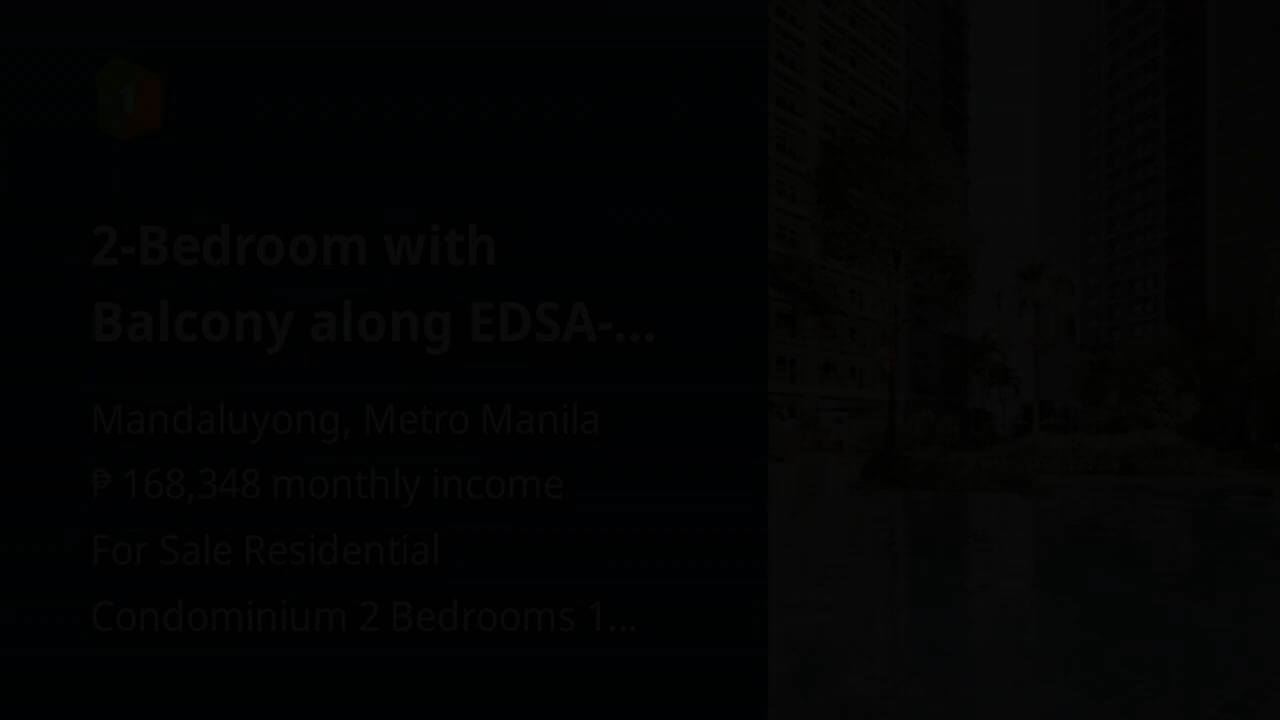 1
2-Bedroom with
Balcony along EDSA-...
Mandaluyong, Metro Manila
₱ 168,348 monthly income
For Sale Residential
Condominium 2 Bedrooms 1...